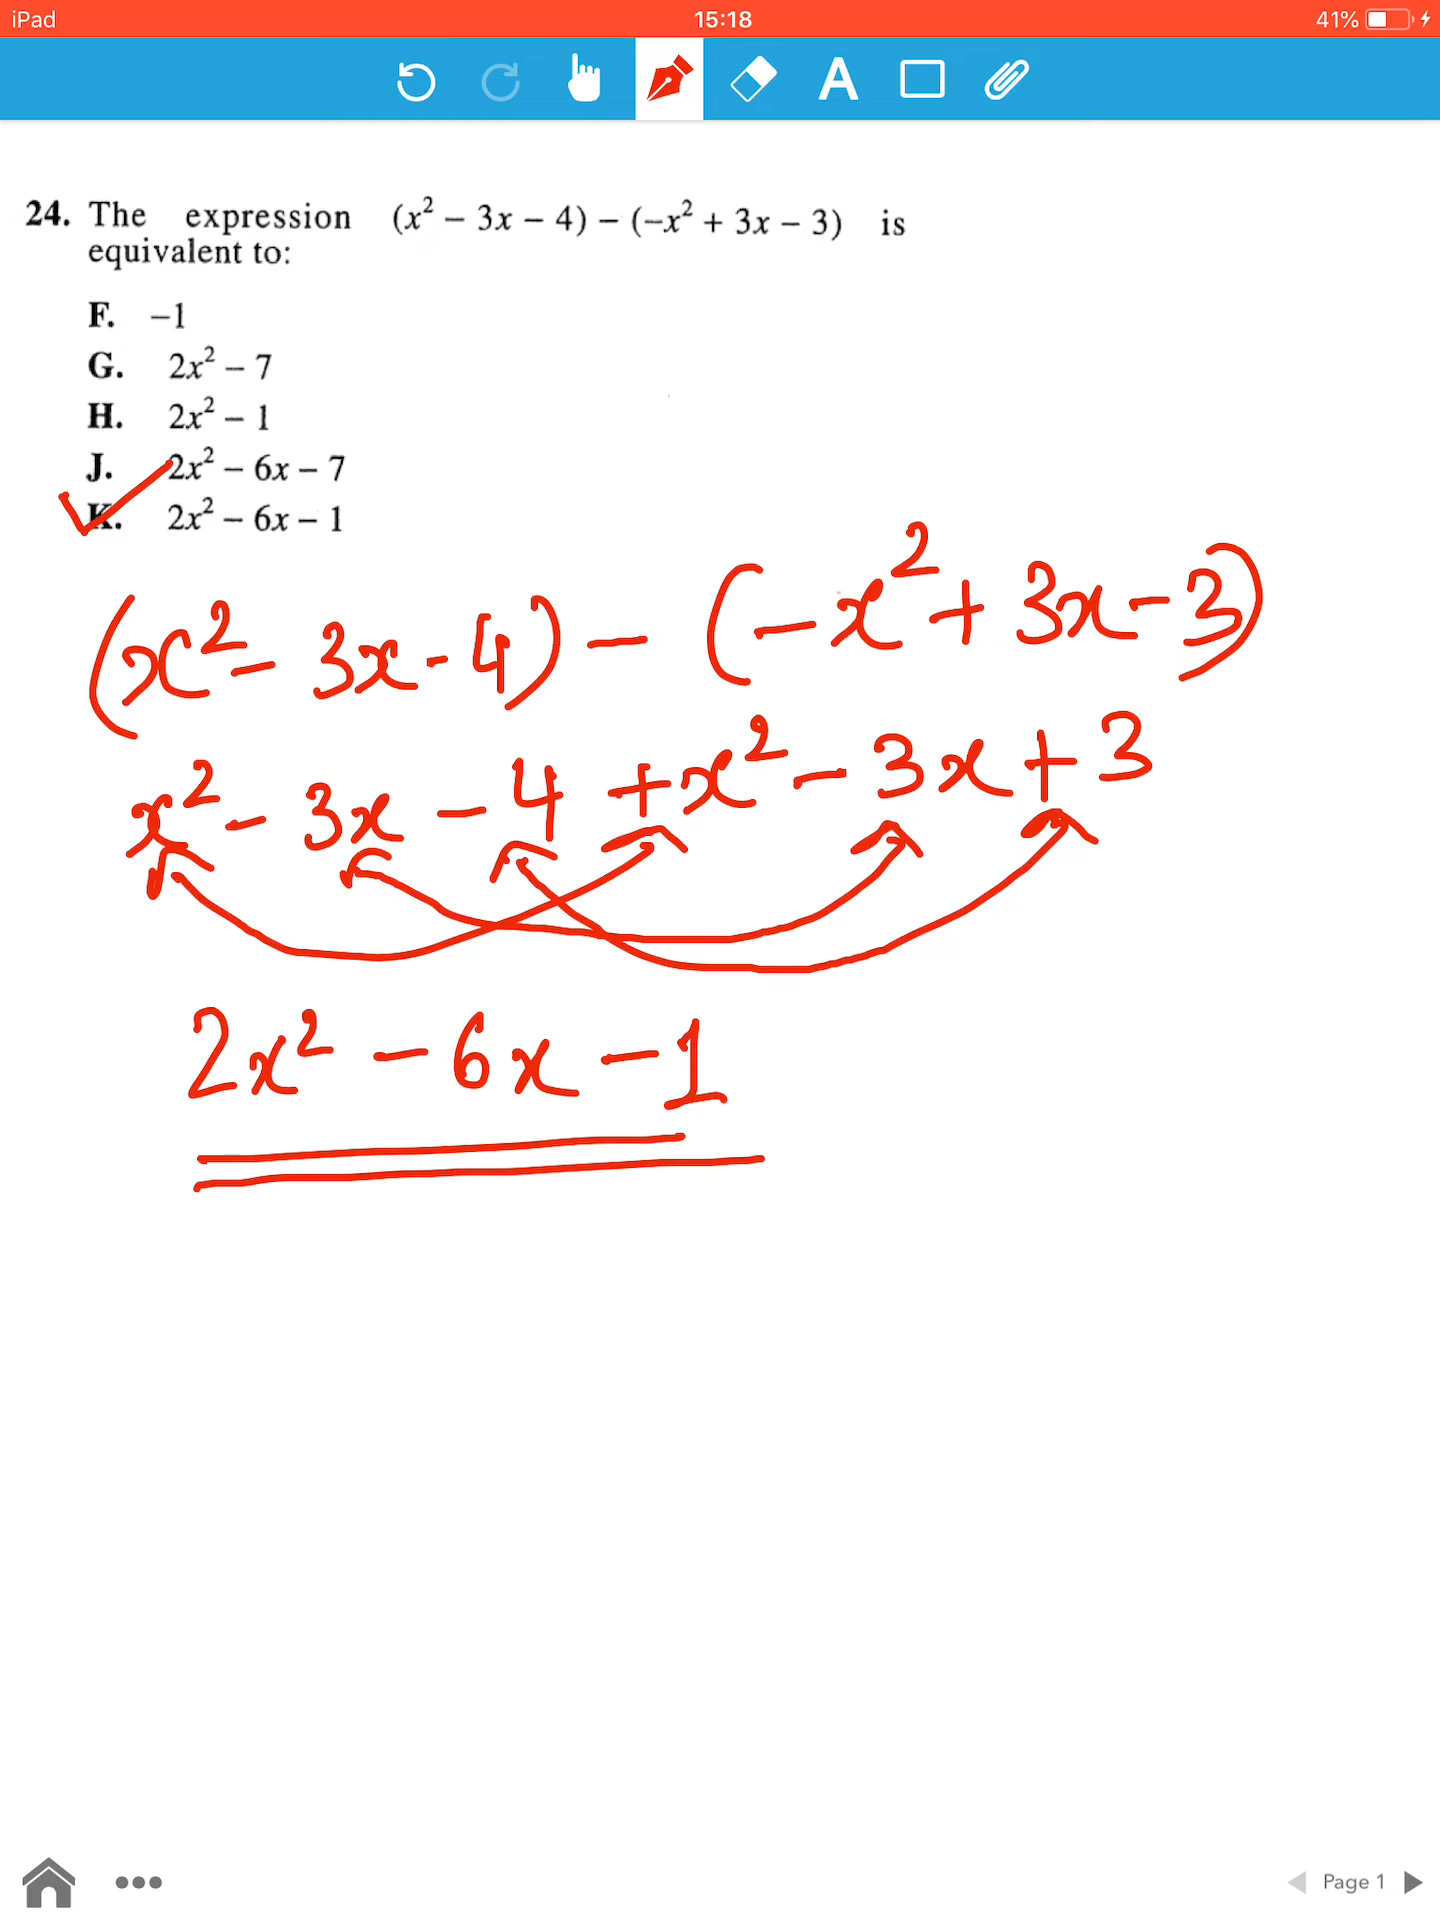 iPad 15:18 41%
A
24. The expression (x² − 3x − 4) − (−x² + 3x − 3) is
equivalent to:
F. −1
G. 2x² − 7
H. 2x² − 1
J. 2x² − 6x − 7
K. 2x² − 6x − 1
(x² − 3x - 4) − (−x² + 3x − 3)
x² − 3x − 4 + x² − 3x + 3
2x² − 6x − 1
Page 1